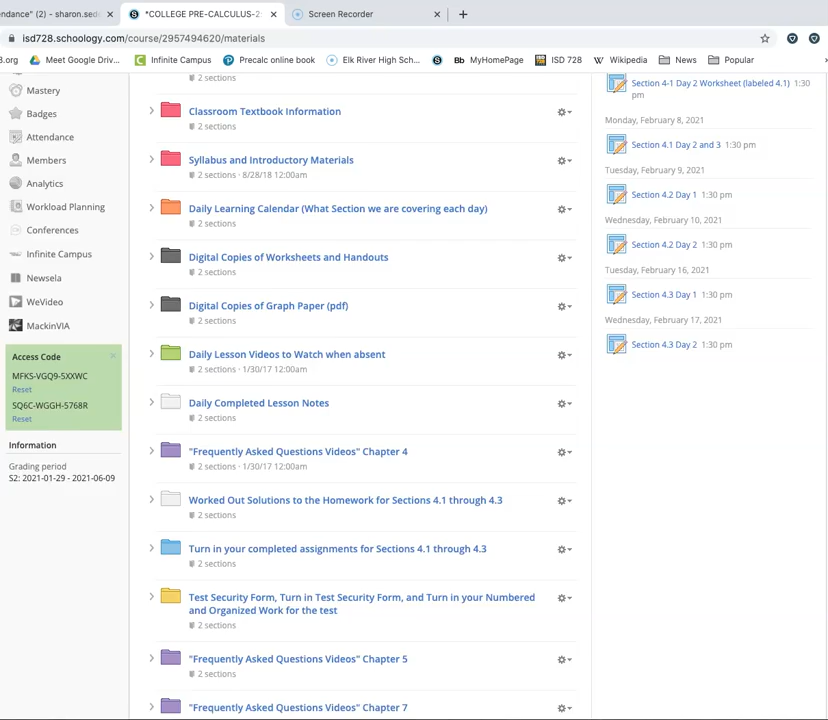 endance" (2) - sharon.sed
*COLLEGE PRE-CALCULUS-2
Screen Recorder
isd728.schoology.com/course/2957494620/materials
3.org
Meet Google Driv...
Infinite Campus
Precalc online book
Elk River High Sch...
Bb MyHomePage
ISD 728
Wikipedia
News
Popular
Mastery
Badges
Attendance
Members
Analytics
Workload Planning
Conferences
Infinite Campus
Newsela
WeVideo
MackinVIA
Access Code
MFKS-VGQ9-5XXWC
Reset
SQ6C-WGGH-5768R
Reset
Information
Grading period
S2: 2021-01-29 - 2021-06-09
2 sections
Classroom Textbook Information
2 sections
Syllabus and Introductory Materials
2 sections · 8/28/18 12:00am
Daily Learning Calendar (What Section we are covering each day)
2 sections
Digital Copies of Worksheets and Handouts
2 sections
Digital Copies of Graph Paper (pdf)
2 sections
Daily Lesson Videos to Watch when absent
2 sections · 1/30/17 12:00am
Daily Completed Lesson Notes
2 sections
"Frequently Asked Questions Videos" Chapter 4
2 sections · 1/30/17 12:00am
Worked Out Solutions to the Homework for Sections 4.1 through 4.3
2 sections
Turn in your completed assignments for Sections 4.1 through 4.3
2 sections
Test Security Form, Turn in Test Security Form, and Turn in your Numbered
and Organized Work for the test
2 sections
"Frequently Asked Questions Videos" Chapter 5
2 sections
"Frequently Asked Questions Videos" Chapter 7
Section 4-1 Day 2 Worksheet (labeled 4.1) 1:30
pm
Monday, February 8, 2021
Section 4.1 Day 2 and 3 1:30 pm
Tuesday, February 9, 2021
Section 4.2 Day 1 1:30 pm
Wednesday, February 10, 2021
Section 4.2 Day 2 1:30 pm
Tuesday, February 16, 2021
Section 4.3 Day 1 1:30 pm
Wednesday, February 17, 2021
Section 4.3 Day 2 1:30 pm